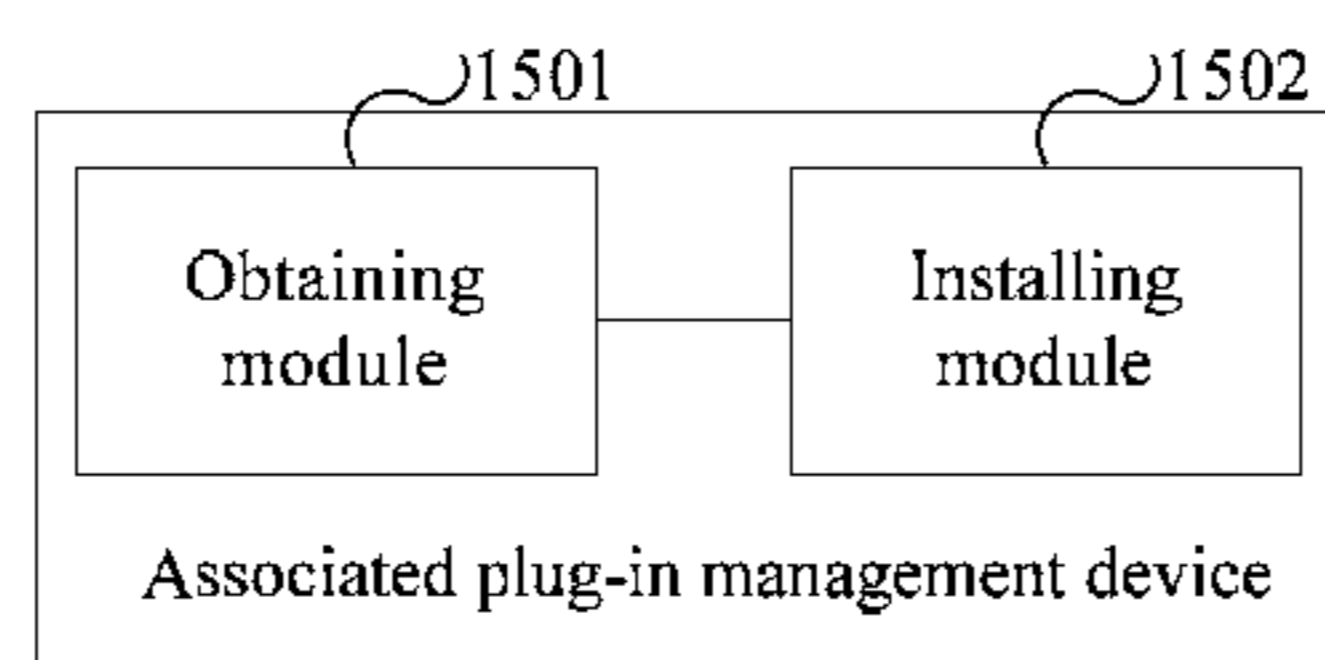 1501
1502
Obtaining
module
Installing
module
Associated plug-in management device